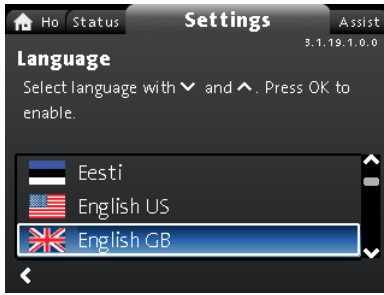 Ho Status Settings Assist
3.1.19.1.0.0
Language
Select language with and . Press OK to
enable.
Eesti
English US
English GB